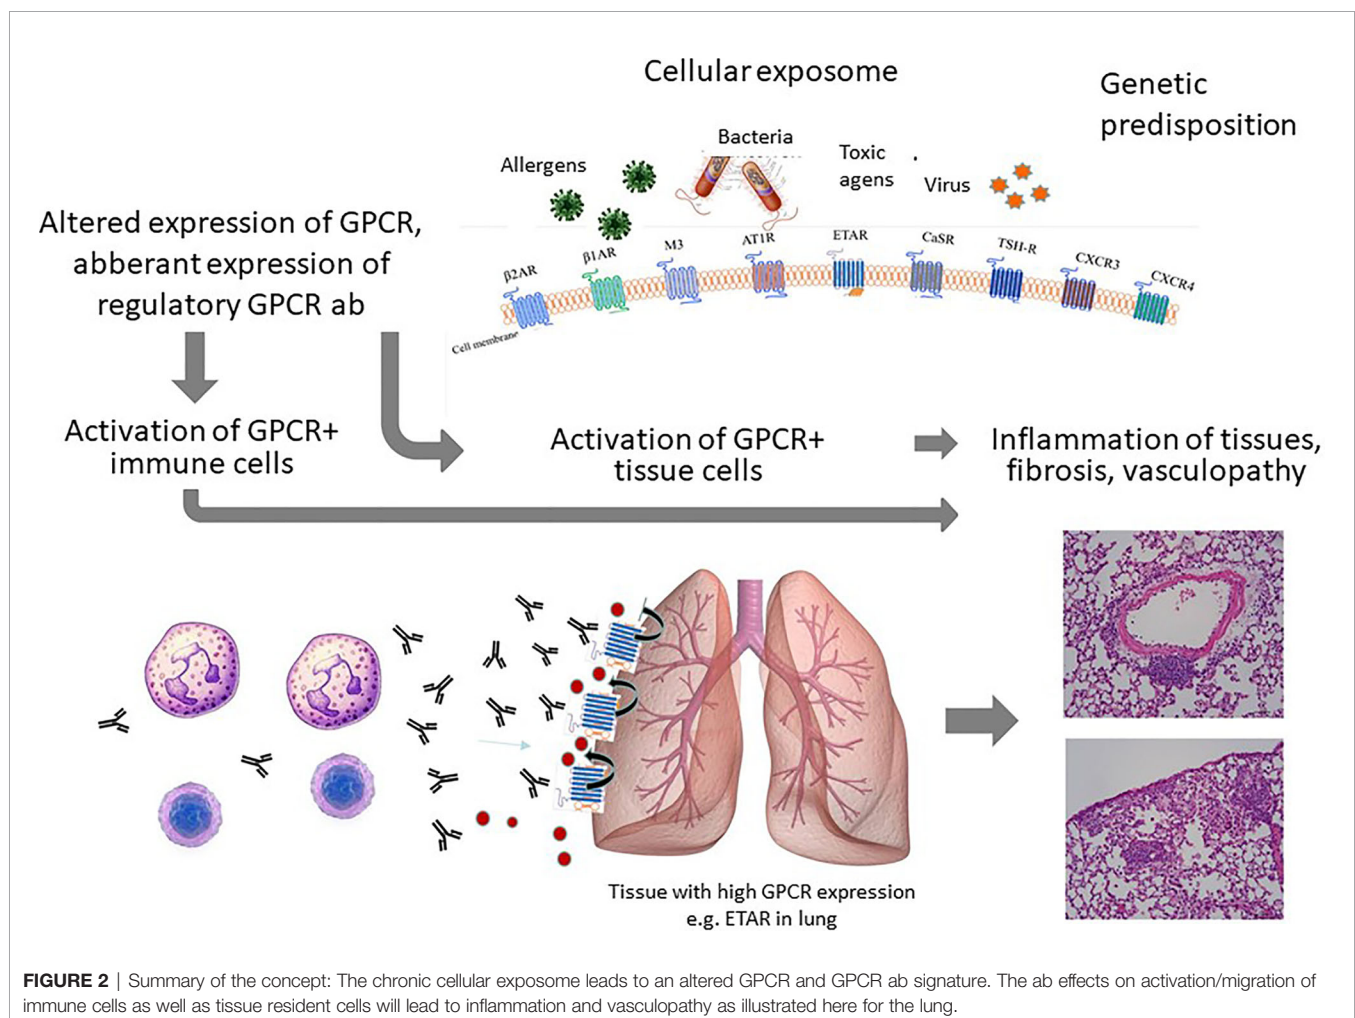 Cellular exposome
Genetic
predisposition
Bacteria
Allergens
Toxic
agens
Virus
Altered expression of GPCR,
abberant expression of
regulatory GPCR ab
β2AR
β1AR
M3
AT1R
ETAR
CaSR
TSH-R
CXCR3
CXCR4
Cell membrane
Activation of GPCR+
immune cells
Activation of GPCR+
tissue cells
Inflammation of tissues,
fibrosis, vasculopathy
Tissue with high GPCR expression
e.g. ETAR in lung
FIGURE 2 | Summary of the concept: The chronic cellular exposome leads to an altered GPCR and GPCR ab signature. The ab effects on activation/migration of
immune cells as well as tissue resident cells will lead to inflammation and vasculopathy as illustrated here for the lung.